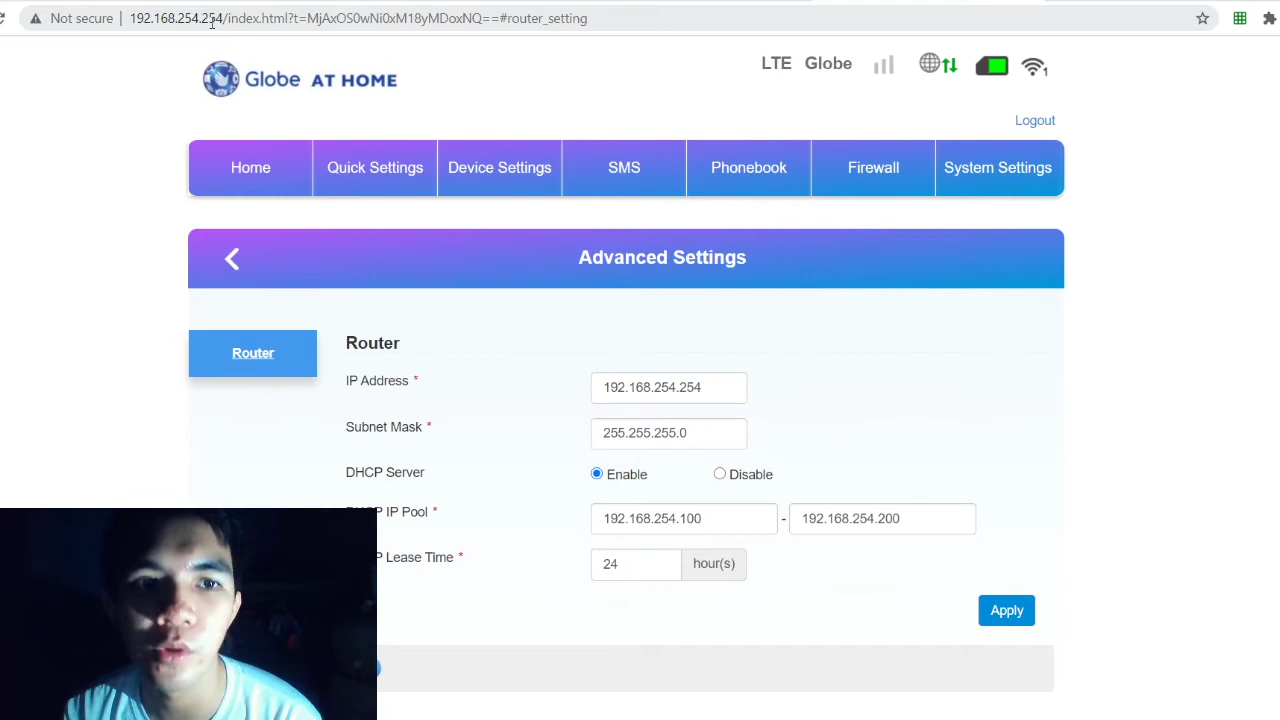 Not secure | 192.168.254.254/index.html?t=MjAxOS0wNi0xM18yMDoxNQ==#router_setting
Globe AT HOME
LTE Globe 1
Logout
Home Quick Settings Device Settings SMS Phonebook Firewall System Settings
Advanced Settings
Router
Router
IP Address * 192.168.254.254
Subnet Mask * 255.255.255.0
DHCP Server Enable Disable
IP Pool * 192.168.254.100 - 192.168.254.200
Lease Time * 24 hour(s)
Apply